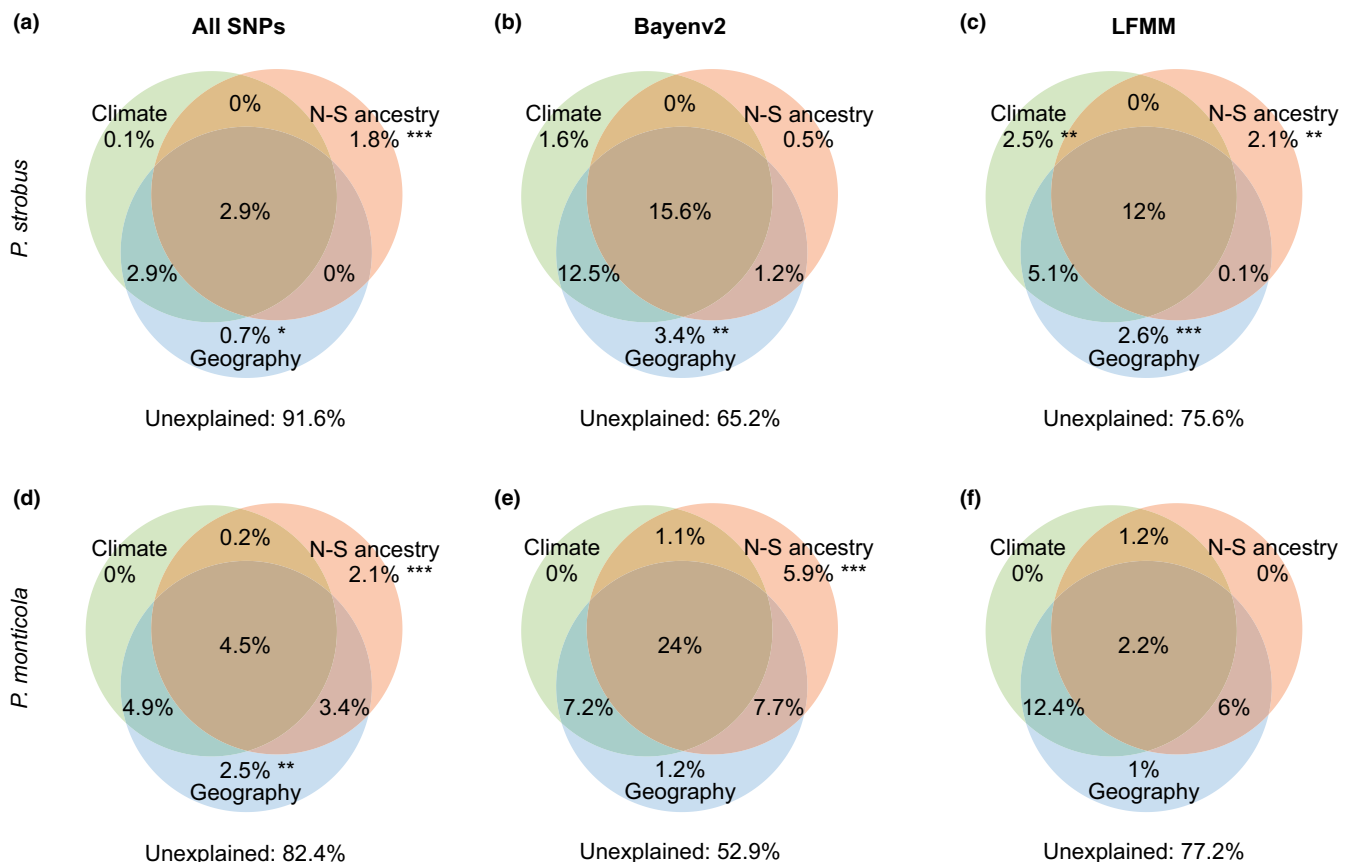 (a) All SNPs (b) Bayenv2 (c) LFMM
P. strobus
Climate
0.1%
0%
N-S ancestry
1.8% ***
2.9%
2.9%
0%
0.7% *
Geography
Unexplained: 91.6%
Climate
1.6%
0%
N-S ancestry
0.5%
15.6%
12.5%
1.2%
3.4% **
Geography
Unexplained: 65.2%
Climate
2.5% **
0%
N-S ancestry
2.1% **
12%
5.1%
0.1%
2.6% ***
Geography
Unexplained: 75.6%
P. monticola
(d)
Climate
0%
0.2%
N-S ancestry
2.1% ***
4.5%
4.9%
3.4%
2.5% **
Geography
Unexplained: 82.4%
(e)
Climate
0%
1.1%
N-S ancestry
5.9% ***
24%
7.2%
7.7%
1.2%
Geography
Unexplained: 52.9%
(f)
Climate
0%
1.2%
N-S ancestry
0%
2.2%
12.4%
6%
1%
Geography
Unexplained: 77.2%